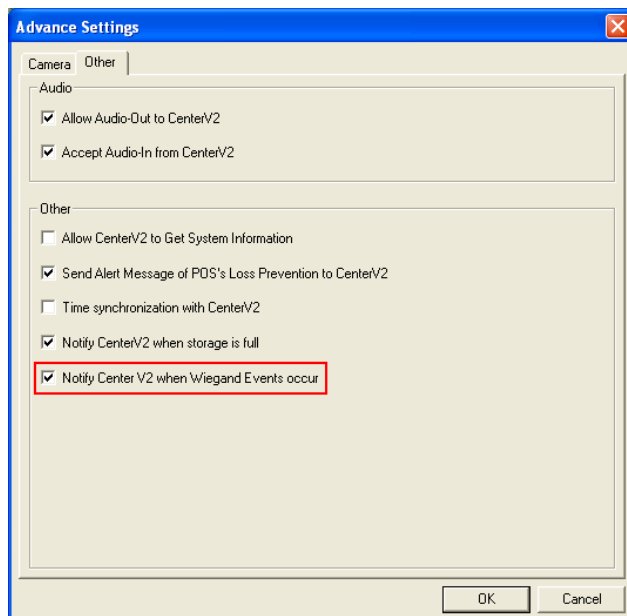 Advance Settings
Camera
Other
Audio
Allow Audio-Out to CenterV2
Accept Audio-In from CenterV2
Other
Allow CenterV2 to Get System Information
Send Alert Message of POS's Loss Prevention to CenterV2
Time synchronization with CenterV2
Notify CenterV2 when storage is full
Notify Center V2 when Wiegand Events occur
OK
Cancel